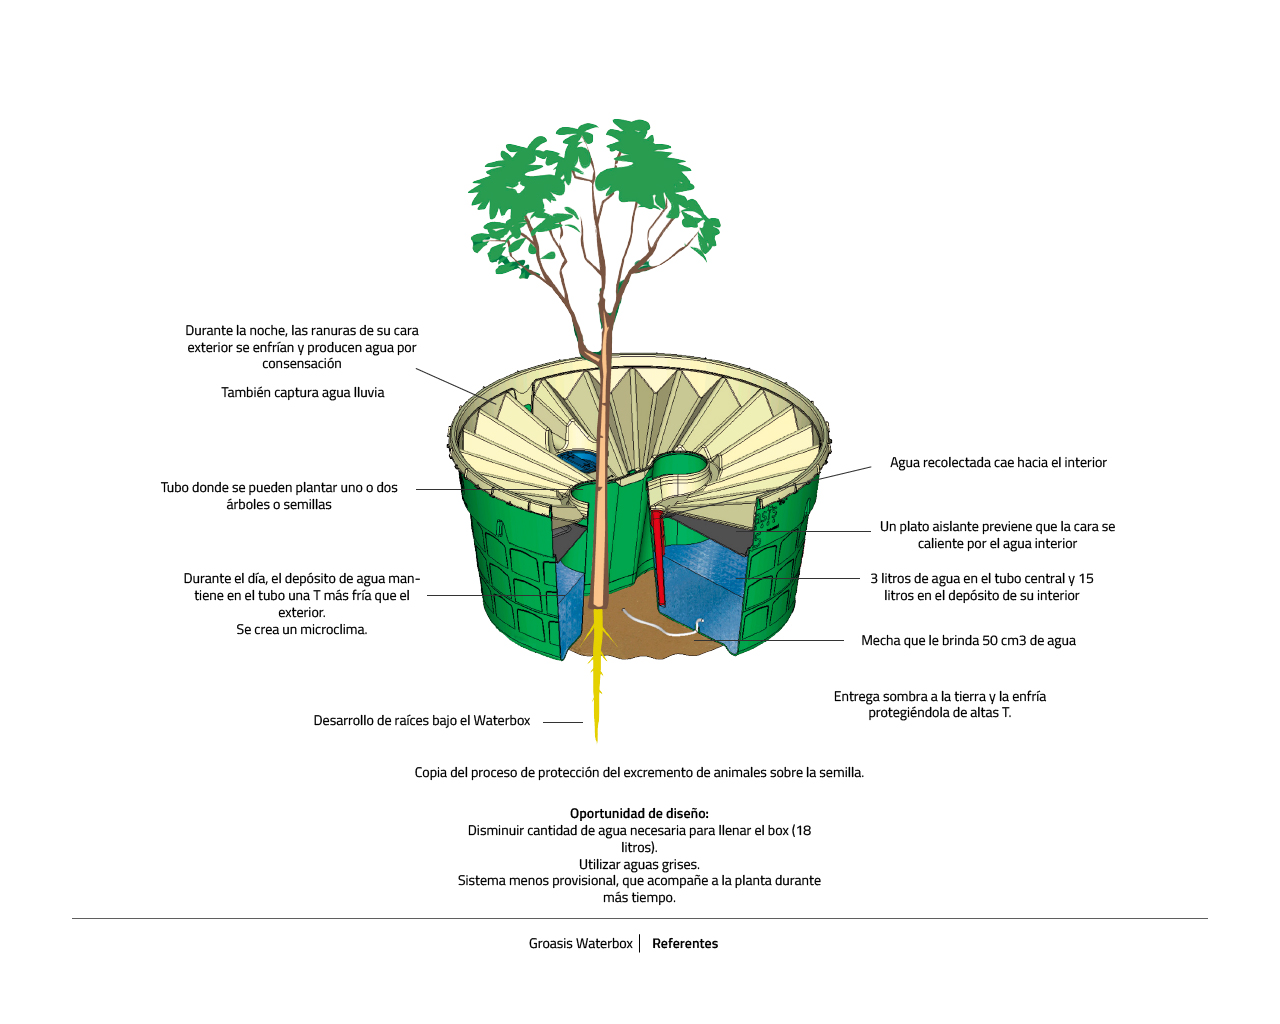 Durante la noche, las ranuras de su cara
exterior se enfrían y producen agua por
consensación
También captura agua lluvia
Tubo donde se pueden plantar uno o dos
árboles o semillas
Durante el día, el depósito de agua man-
tiene en el tubo una T más fría que el
exterior.
Se crea un microclima.
Desarrollo de raíces bajo el Waterbox
Agua recolectada cae hacia el interior
Un plato aislante previene que la cara se
caliente por el agua interior
3 litros de agua en el tubo central y 15
litros en el depósito de su interior
Mecha que le brinda 50 cm3 de agua
Entrega sombra a la tierra y la enfría
protegiéndola de altas T.
Copia del proceso de protección del excremento de animales sobre la semilla.
Oportunidad de diseño:
Disminuir cantidad de agua necesaria para llenar el box (18
litros).
Utilizar aguas grises.
Sistema menos provisional, que acompañe a la planta durante
más tiempo.
Groasis Waterbox | Referentes